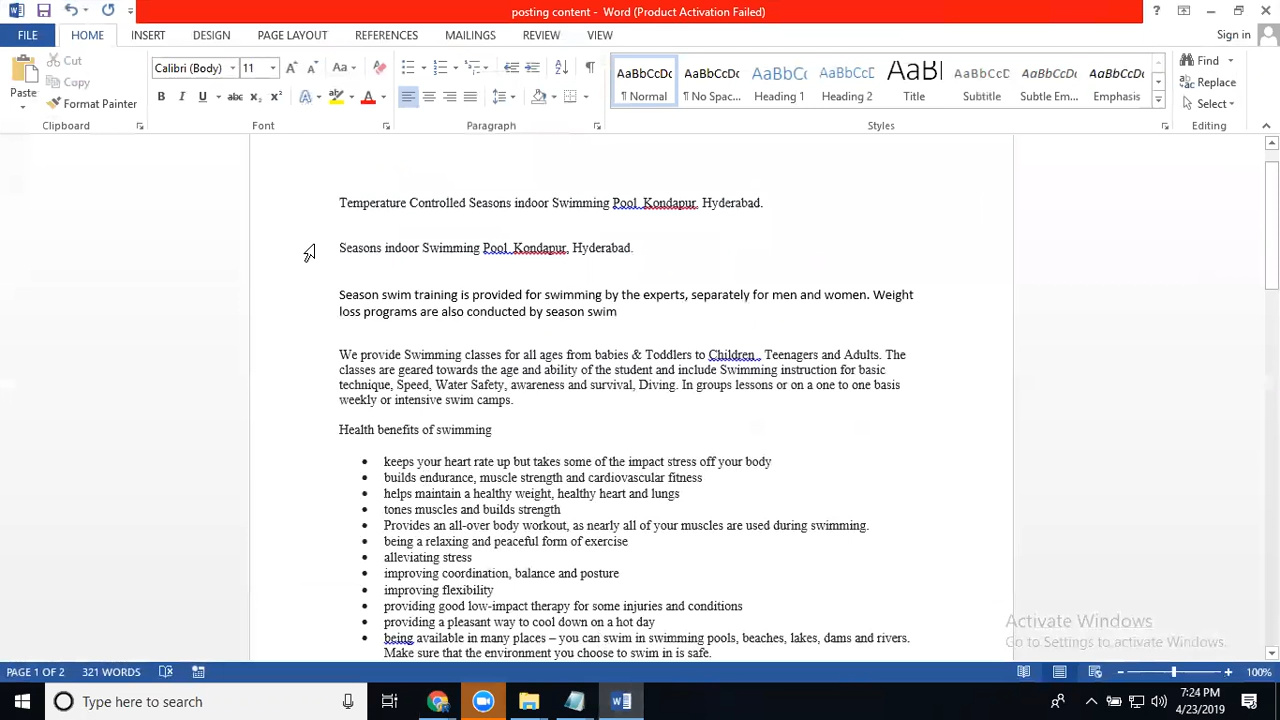 posting content - Word (Product Activation Failed)
FILE HOME INSERT DESIGN PAGE LAYOUT REFERENCES MAILINGS REVIEW VIEW Sign in
Paste Cut Copy Format Painter
Calibri (Body) 11
AaBbCcDc AaBbCcDc AaBbCc AaBbCcC AaBl AaBbCcC AaBbCcDc AaBbCcDc
¶ Normal ¶ No Spac... Heading 1 Heading 2 Title Subtitle Subtle Em... Emphasis
Find Replace Select
Clipboard Font Paragraph Styles Editing
Temperature Controlled Seasons indoor Swimming Pool Kondapur, Hyderabad.
Seasons indoor Swimming Pool Kondapur, Hyderabad.
Season swim training is provided for swimming by the experts, separately for men and women. Weight
loss programs are also conducted by season swim
We provide Swimming classes for all ages from babies & Toddlers to Children , Teenagers and Adults. The
classes are geared towards the age and ability of the student and include Swimming instruction for basic
technique, Speed, Water Safety, awareness and survival, Diving. In groups lessons or on a one to one basis
weekly or intensive swim camps.
Health benefits of swimming
• keeps your heart rate up but takes some of the impact stress off your body
• builds endurance, muscle strength and cardiovascular fitness
• helps maintain a healthy weight, healthy heart and lungs
• tones muscles and builds strength
• Provides an all-over body workout, as nearly all of your muscles are used during swimming.
• being a relaxing and peaceful form of exercise
• alleviating stress
• improving coordination, balance and posture
• improving flexibility
• providing good low-impact therapy for some injuries and conditions
• providing a pleasant way to cool down on a hot day
• being available in many places – you can swim in swimming pools, beaches, lakes, dams and rivers.
Make sure that the environment you choose to swim in is safe.
Activate Windows
Go to Settings to activate Windows.
PAGE 1 OF 2 321 WORDS 100%
Type here to search
7:24 PM
4/23/2019